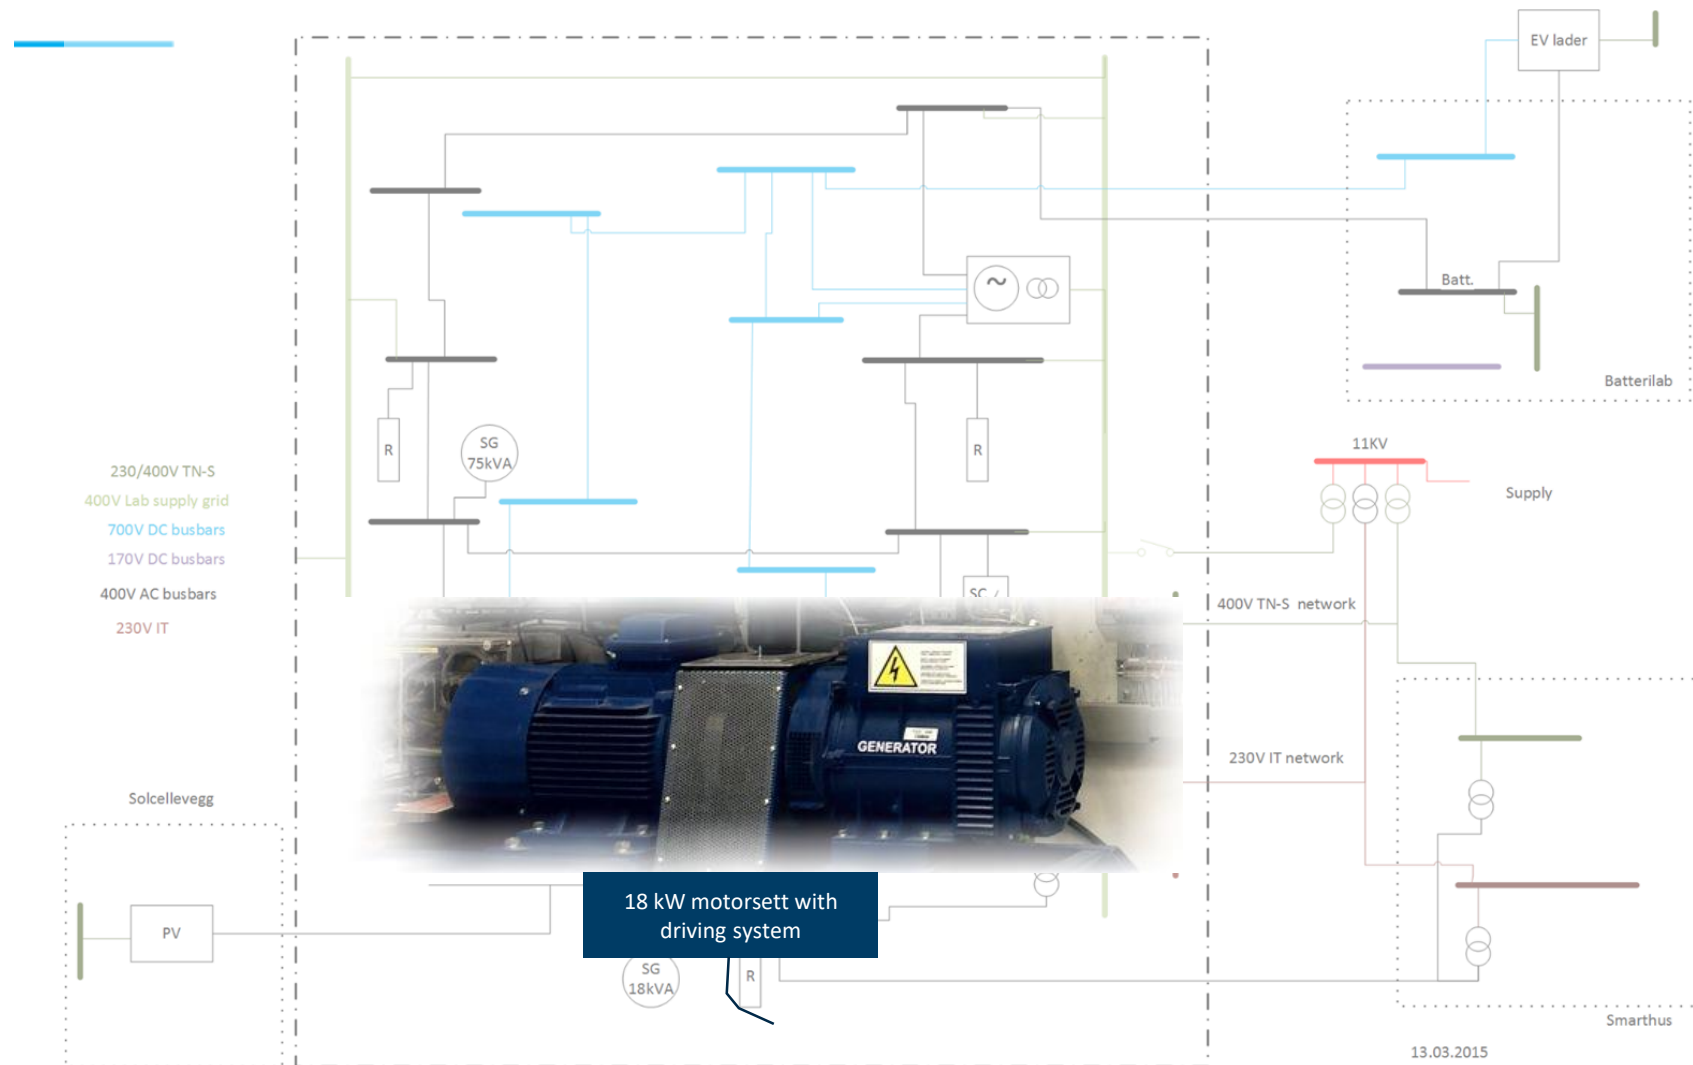 EV lader
Batt.
Batterilab
R
SG
75kVA
R
11KV
Supply
230/400V TN-S
400V Lab supply grid
700V DC busbars
170V DC busbars
400V AC busbars
230V IT
SC /
400V TN-S network
GENERATOR
230V IT network
Solcellevegg
PV
18 kW motorsett with
driving system
SG
18kVA
R
Smarthus
13.03.2015